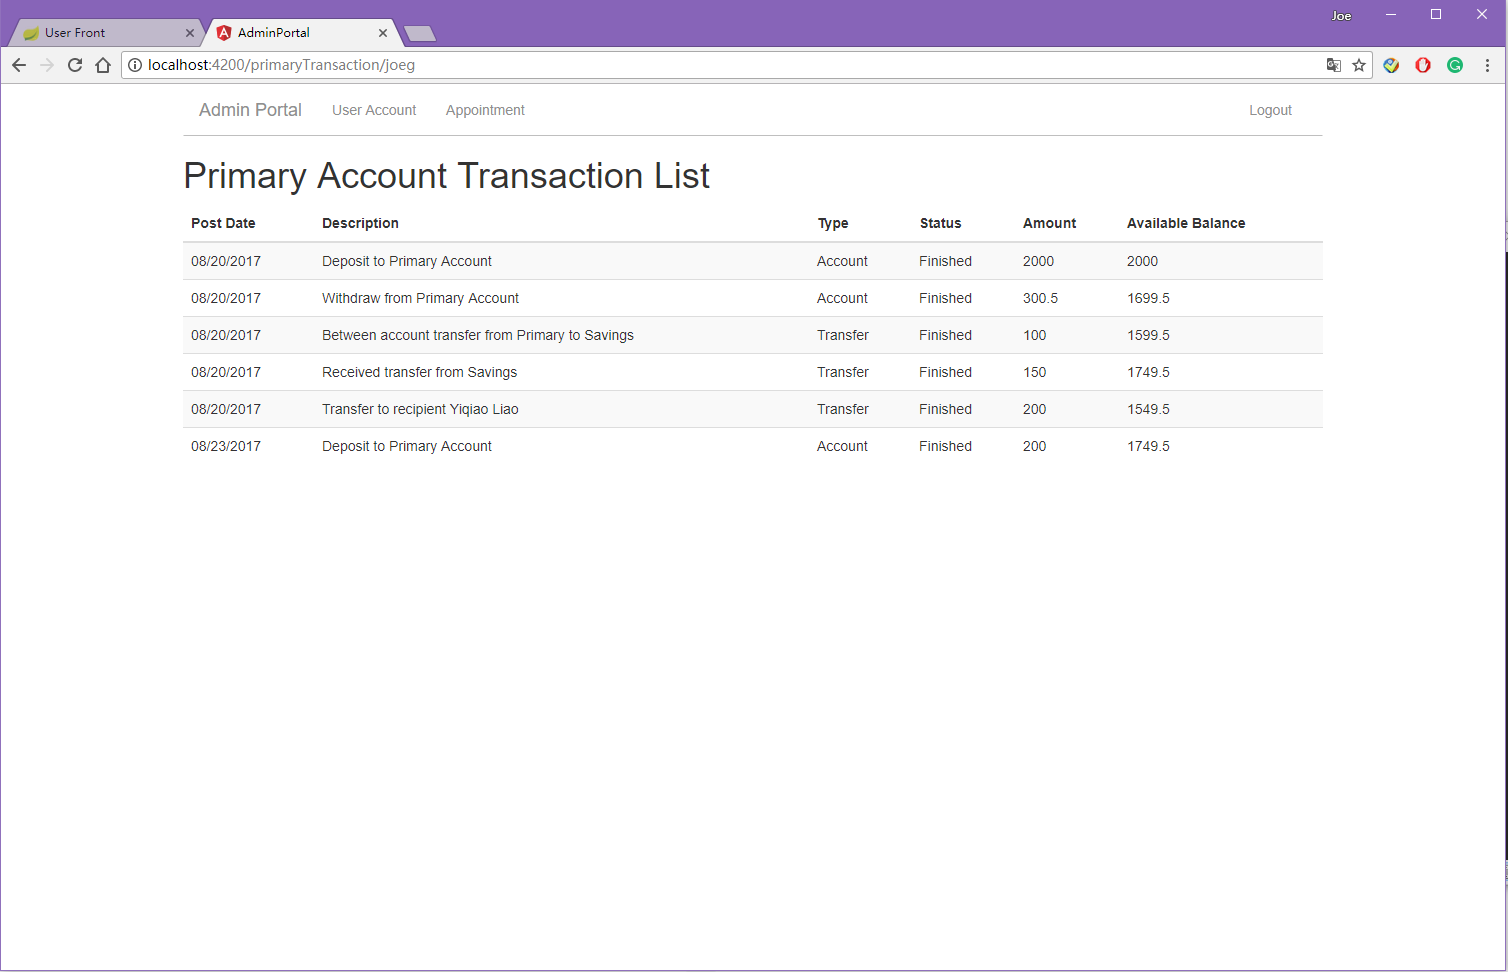 Joe
User Front
AdminPortal
localhost:4200/primaryTransaction/joeg
Admin Portal User Account Appointment Logout
Primary Account Transaction List
Post Date Description Type Status Amount Available Balance
08/20/2017 Deposit to Primary Account Account Finished 2000 2000
08/20/2017 Withdraw from Primary Account Account Finished 300.5 1699.5
08/20/2017 Between account transfer from Primary to Savings Transfer Finished 100 1599.5
08/20/2017 Received transfer from Savings Transfer Finished 150 1749.5
08/20/2017 Transfer to recipient Yiqiao Liao Transfer Finished 200 1549.5
08/23/2017 Deposit to Primary Account Account Finished 200 1749.5